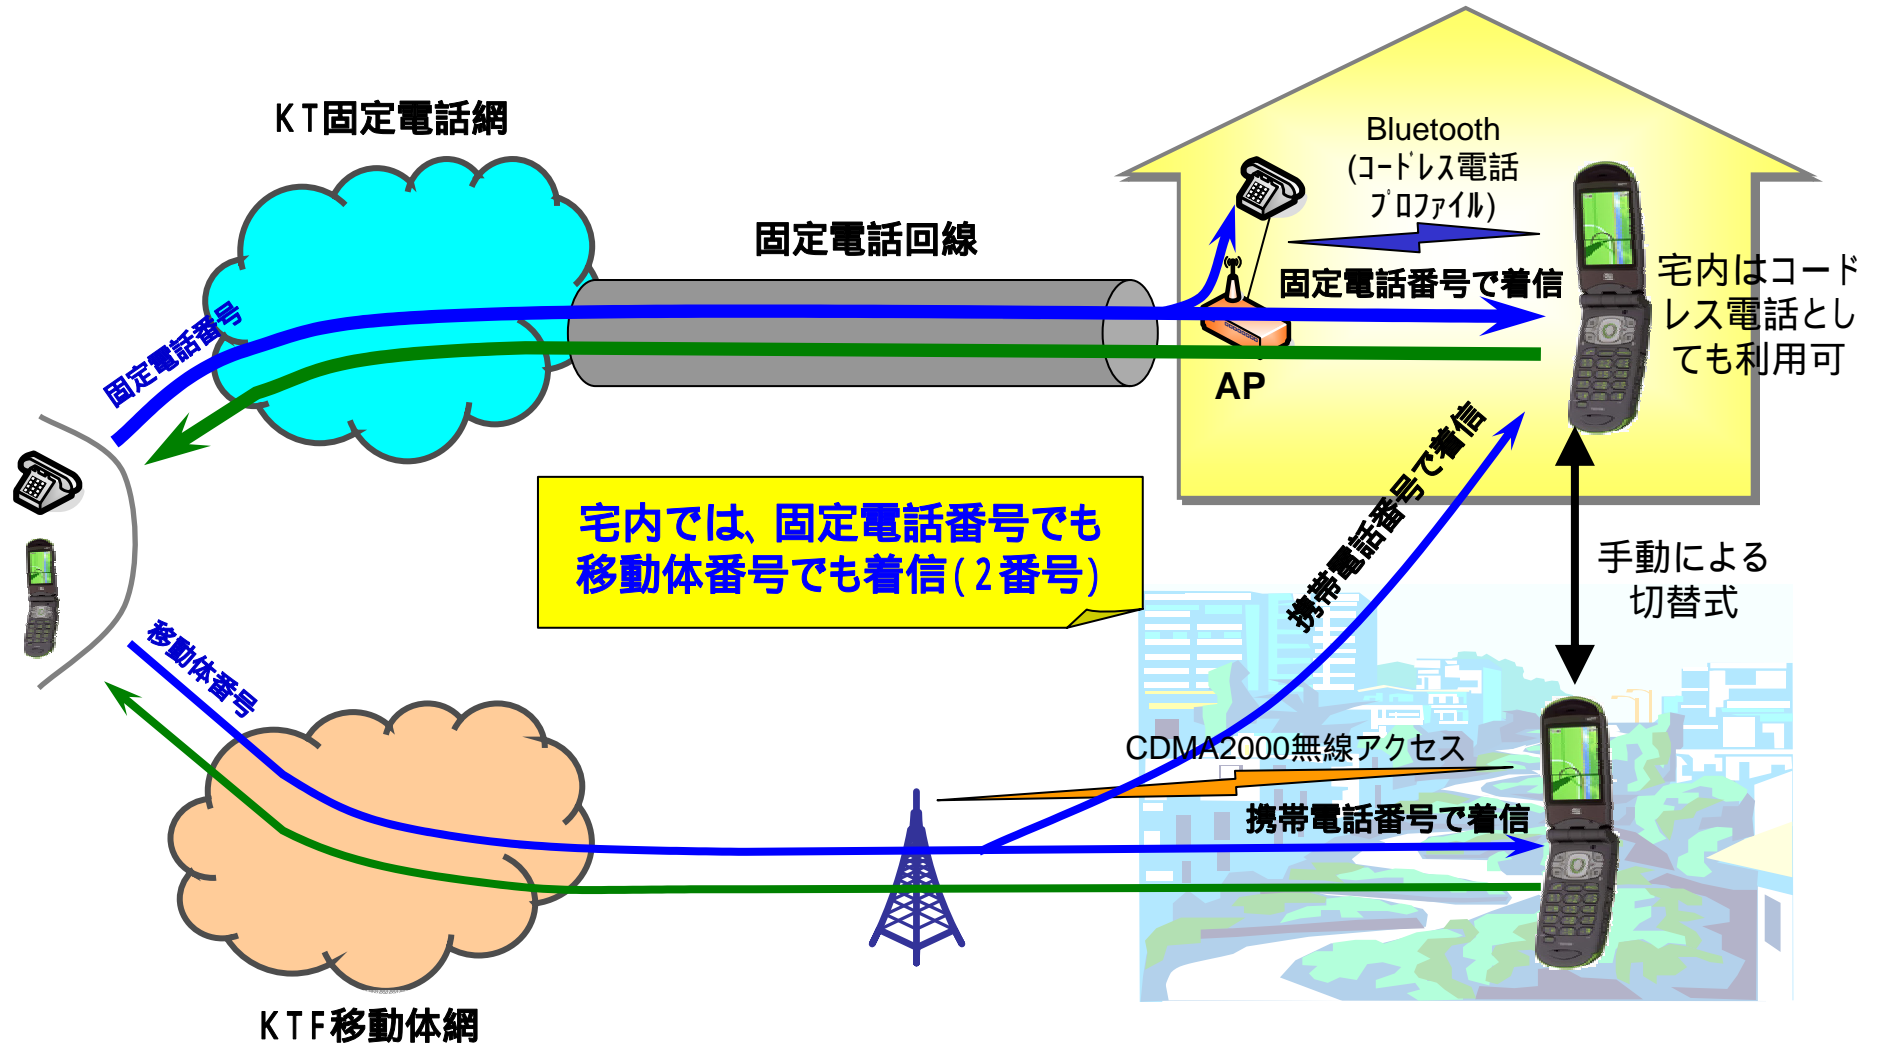 KT固定電話網
Bluetooth
(コードレス電話
プロファイル)
固定電話回線
固定電話番号で着信
宅内はコード
レス電話とし
ても利用可
固定電話番号
AP
携帯電話番号で着信
宅内では、固定電話番号でも
移動体番号でも着信(2番号)
手動による
切替式
移動体番号
CDMA2000無線アクセス
携帯電話番号で着信
KTF移動体網